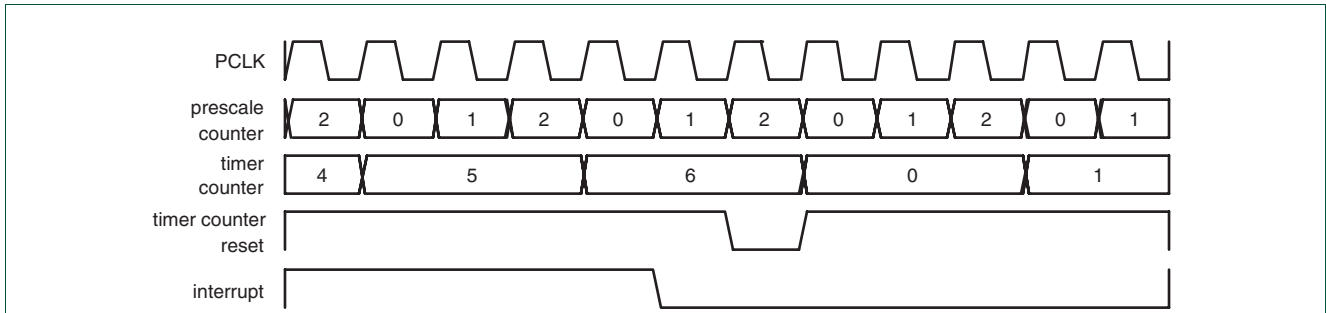 PCLK
prescale
counter
2 0 1 2 0 1 2 0 1 2 0 1
timer
counter
4 5 6 0 1
timer counter
reset
interrupt